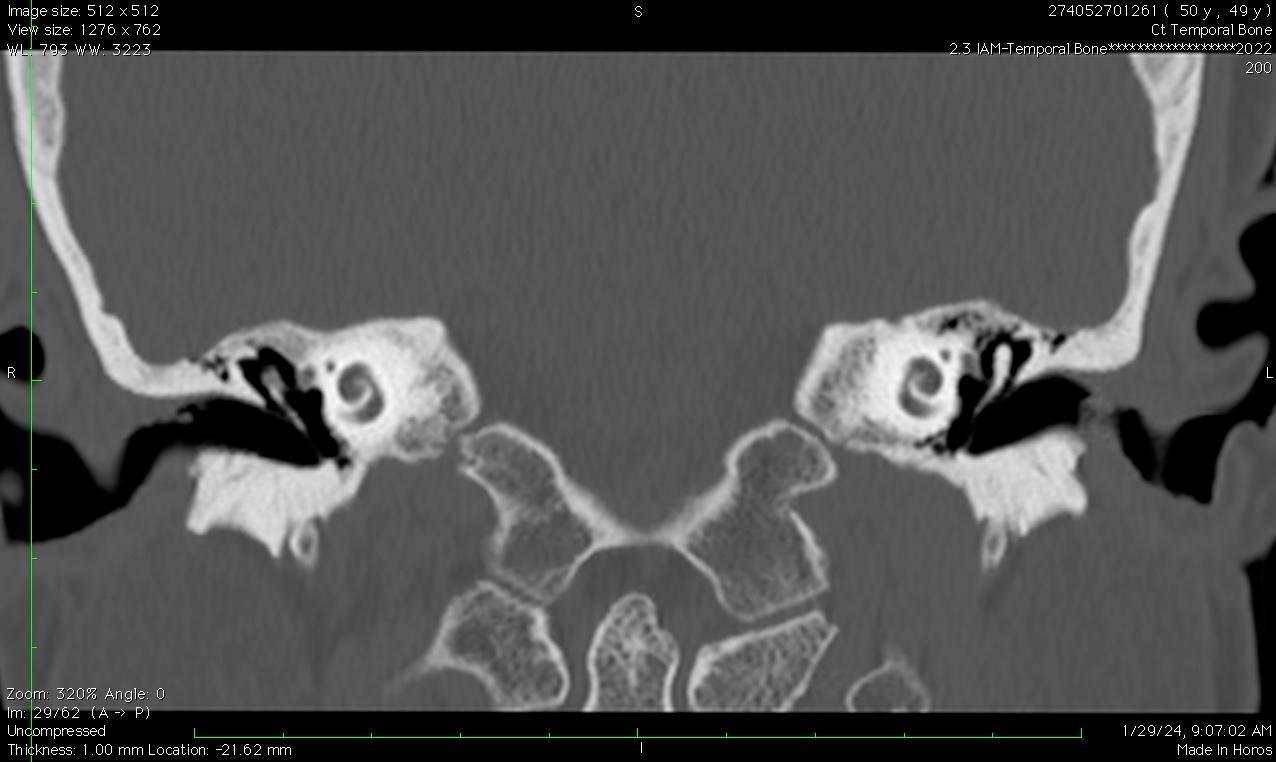 Image size: 512 x 512
View size: 1276 x 762
WL: 793 WW: 3223
S
274052701261 ( 50 y , 49 y )
Ct Temporal Bone
2.3 IAM-Temporal Bone*******************2022
200
R
L
Zoom: 320% Angle: 0
Im: 29/62 (A -> P)
Uncompressed
Thickness: 1.00 mm Location: -21.62 mm
I
1/29/24, 9:07:02 AM
Made In Horos